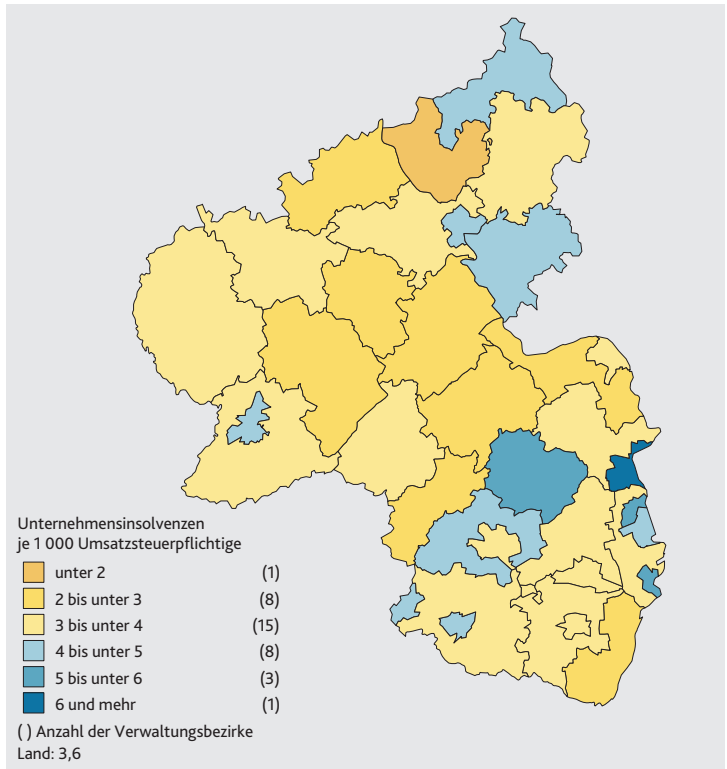 Unternehmensinsolvenzen
je 1 000 Umsatzsteuerpflichtige
unter 2 (1)
2 bis unter 3 (8)
3 bis unter 4 (15)
4 bis unter 5 (8)
5 bis unter 6 (3)
6 und mehr (1)
( ) Anzahl der Verwaltungsbezirke
Land: 3,6